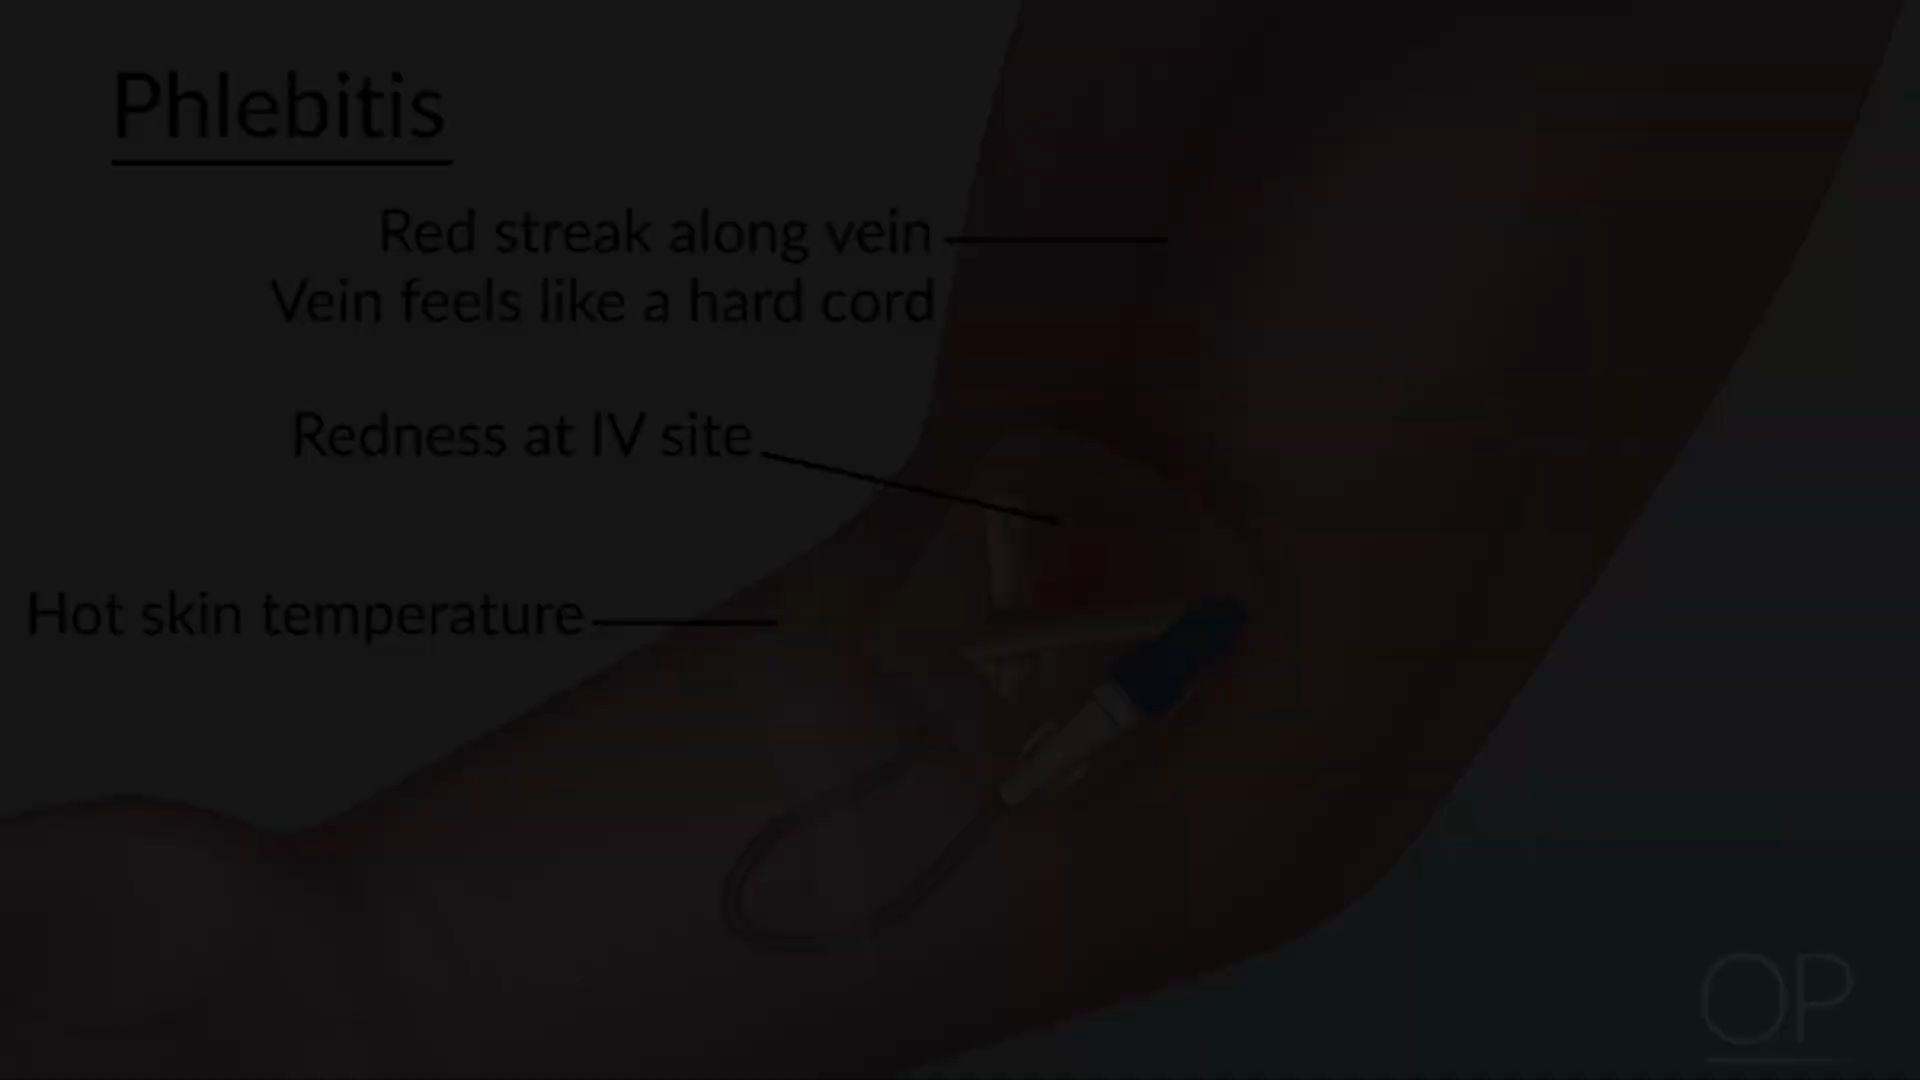 Phlebitis
Red streak along vein
Vein feels like a hard cord
Redness at IV site
Hot skin temperature
OP